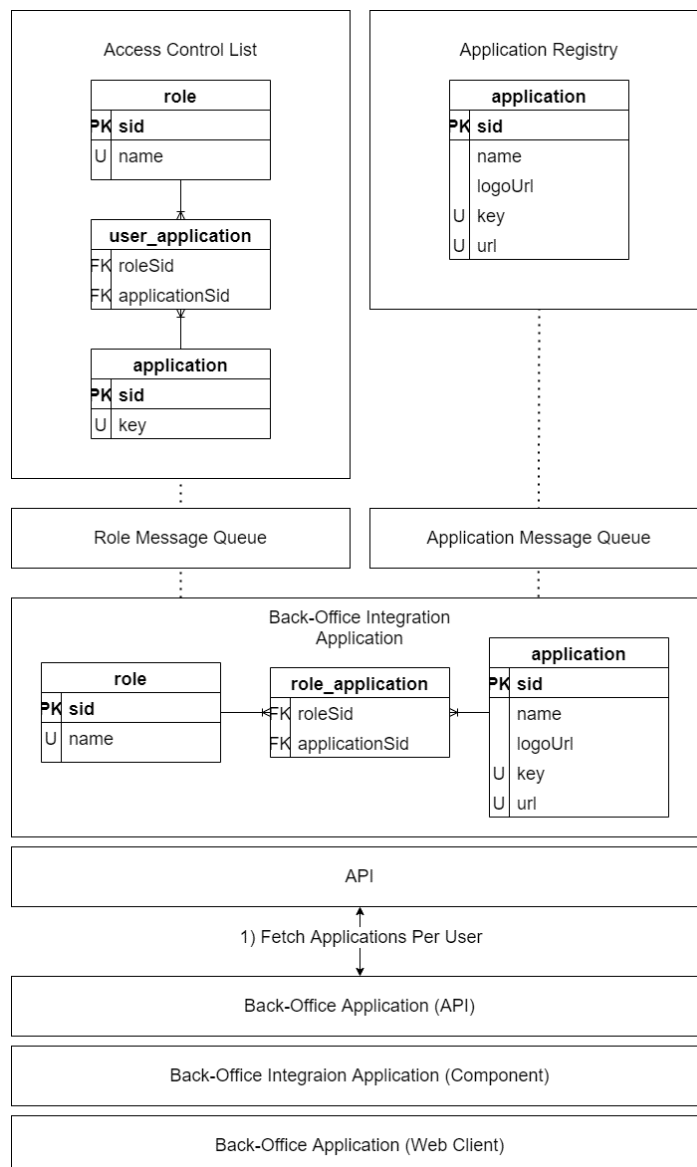 Access Control List
role
PK sid
U name
user_application
FK roleSid
FK applicationSid
application
PK sid
U key
Application Registry
application
PK sid
name
logoUrl
U key
U url
Role Message Queue
Application Message Queue
Back-Office Integration
Application
role
PK sid
U name
role_application
FK roleSid
FK applicationSid
application
PK sid
name
logoUrl
U key
U url
API
1) Fetch Applications Per User
Back-Office Application (API)
Back-Office Integraion Application (Component)
Back-Office Application (Web Client)